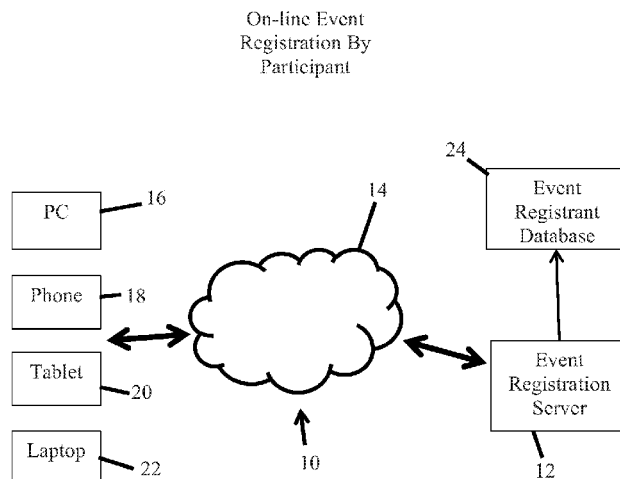 On-line Event
Registration By
Participant
24
Event
Registrant
Database
16
PC
14
Phone
18
Tablet
20
Event
Registration
Server
Laptop
22
10
12